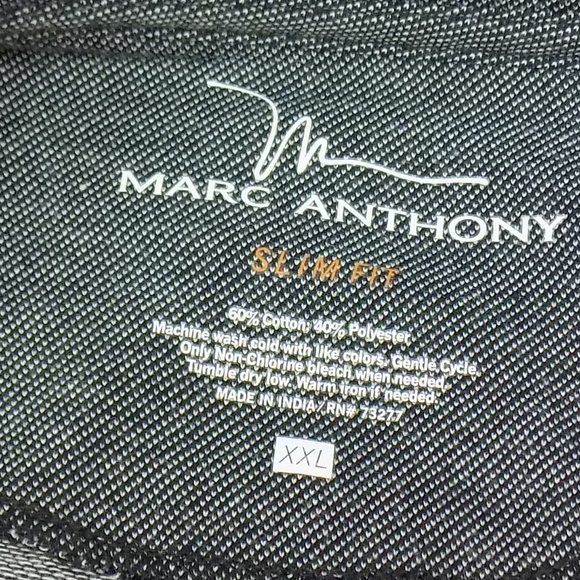 MARC ANTHONY
SLIM FIT
60% Cotton; 40% Polyester
Machine wash cold with like colors. Gentle Cycle.
Only Non-Chlorine bleach when needed.
Tumble dry low. Warm iron if needed.
MADE IN INDIA/RN# 73277
XXL